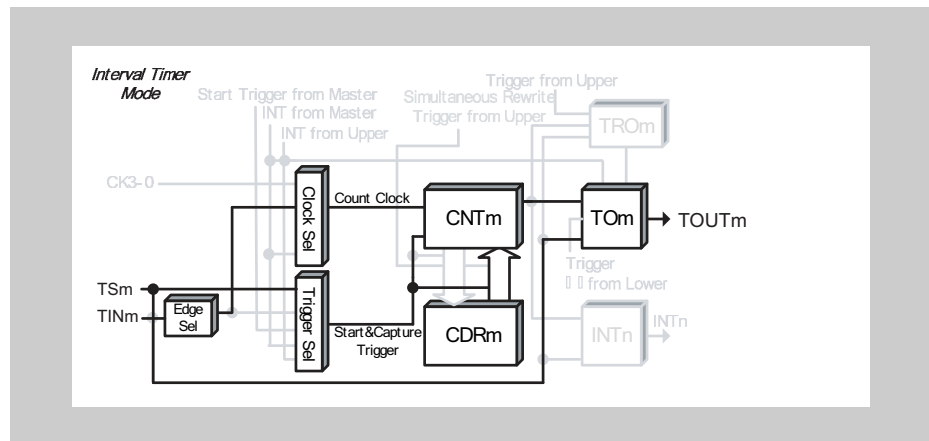 Interval Timer
Mode
Trigger from Upper
Start Trigger from Master
Simultaneous Rewrite
INT from Master
Trigger from Upper
INT from Upper
TROm
CK3-0
Clock Sel
Count Clock
CNTm
TOm
TOUTm
Trigger
from Lower
TSm
TINm
Edge
Sel
Trigger Sel
Start&Capture
Trigger
CDRm
INTn
INTn